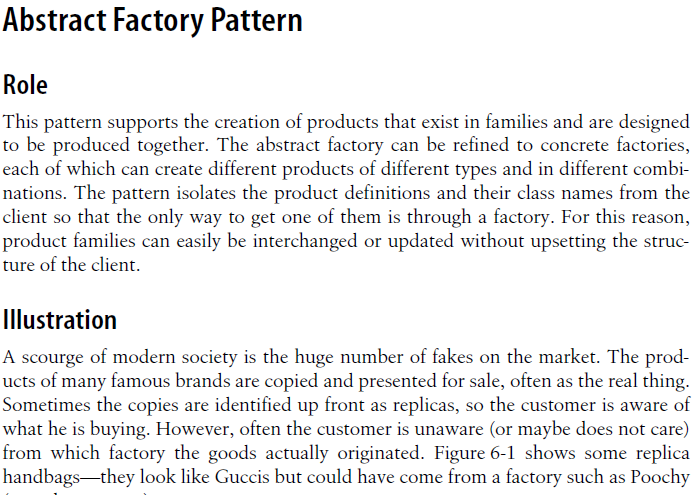 Abstract Factory Pattern
Role
This pattern supports the creation of products that exist in families and are designed
to be produced together. The abstract factory can be refined to concrete factories,
each of which can create different products of different types and in different combi-
nations. The pattern isolates the product definitions and their class names from the
client so that the only way to get one of them is through a factory. For this reason,
product families can easily be interchanged or updated without upsetting the struc-
ture of the client.
Illustration
A scourge of modern society is the huge number of fakes on the market. The prod-
ucts of many famous brands are copied and presented for sale, often as the real thing.
Sometimes the copies are identified up front as replicas, so the customer is aware of
what he is buying. However, often the customer is unaware (or maybe does not care)
from which factory the goods actually originated. Figure 6-1 shows some replica
handbags—they look like Guccis but could have come from a factory such as Poochy